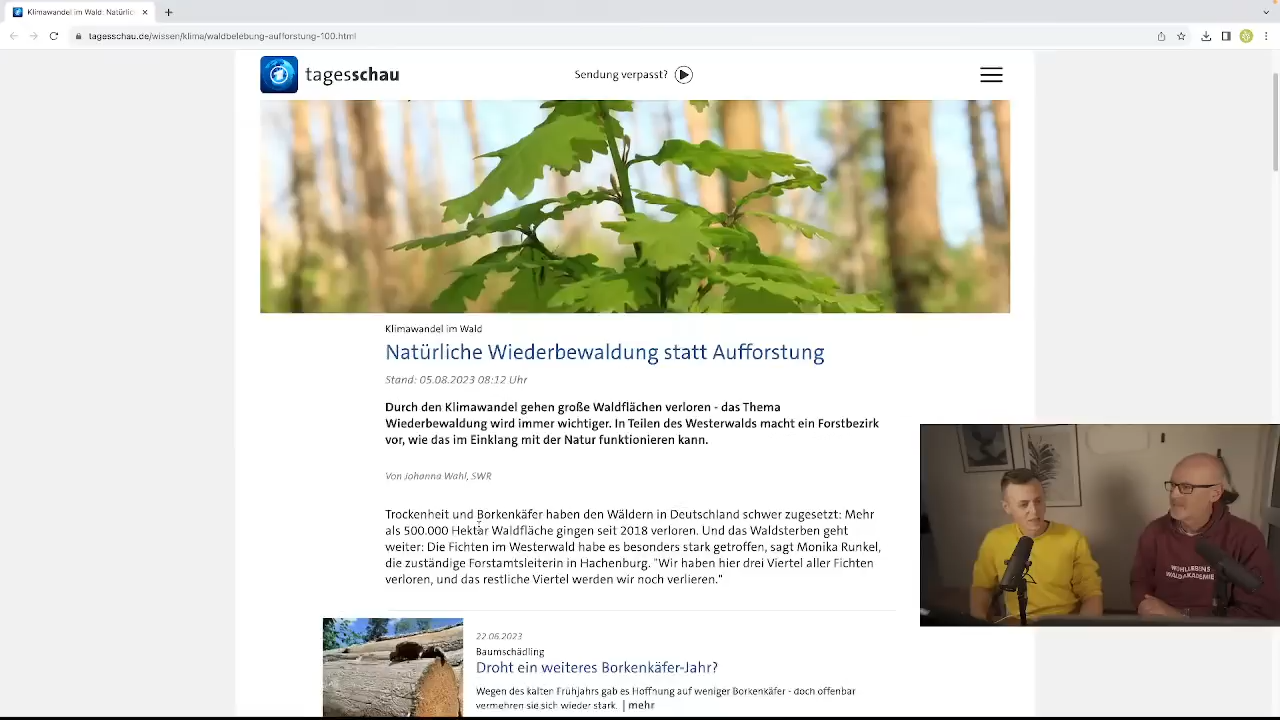 Klimawandel im Wald: Natürlic
tagesschau.de/wissen/klima/waldbelebung-aufforstung-100.html
tagesschau
Sendung verpasst?
Klimawandel im Wald
Natürliche Wiederbewaldung statt Aufforstung
Stand: 05.08.2023 08:12 Uhr
Durch den Klimawandel gehen große Waldflächen verloren - das Thema
Wiederbewaldung wird immer wichtiger. In Teilen des Westerwalds macht ein Forstbezirk
vor, wie das im Einklang mit der Natur funktionieren kann.
Von Johanna Wahl, SWR
Trockenheit und Borkenkäfer haben den Wäldern in Deutschland schwer zugesetzt: Mehr
als 500.000 Hektar Waldfläche gingen seit 2018 verloren. Und das Waldsterben geht
weiter: Die Fichten im Westerwald habe es besonders stark getroffen, sagt Monika Runkel,
die zuständige Forstamtsleiterin in Hachenburg. "Wir haben hier drei Viertel aller Fichten
verloren, und das restliche Viertel werden wir noch verlieren."
22.06.2023
Baumschädling
Droht ein weiteres Borkenkäfer-Jahr?
Wegen des kalten Frühjahrs gab es Hoffnung auf weniger Borkenkäfer - doch offenbar
vermehren sie sich wieder stark. | mehr
WOHLLEBENS
WALDAKADEMIE